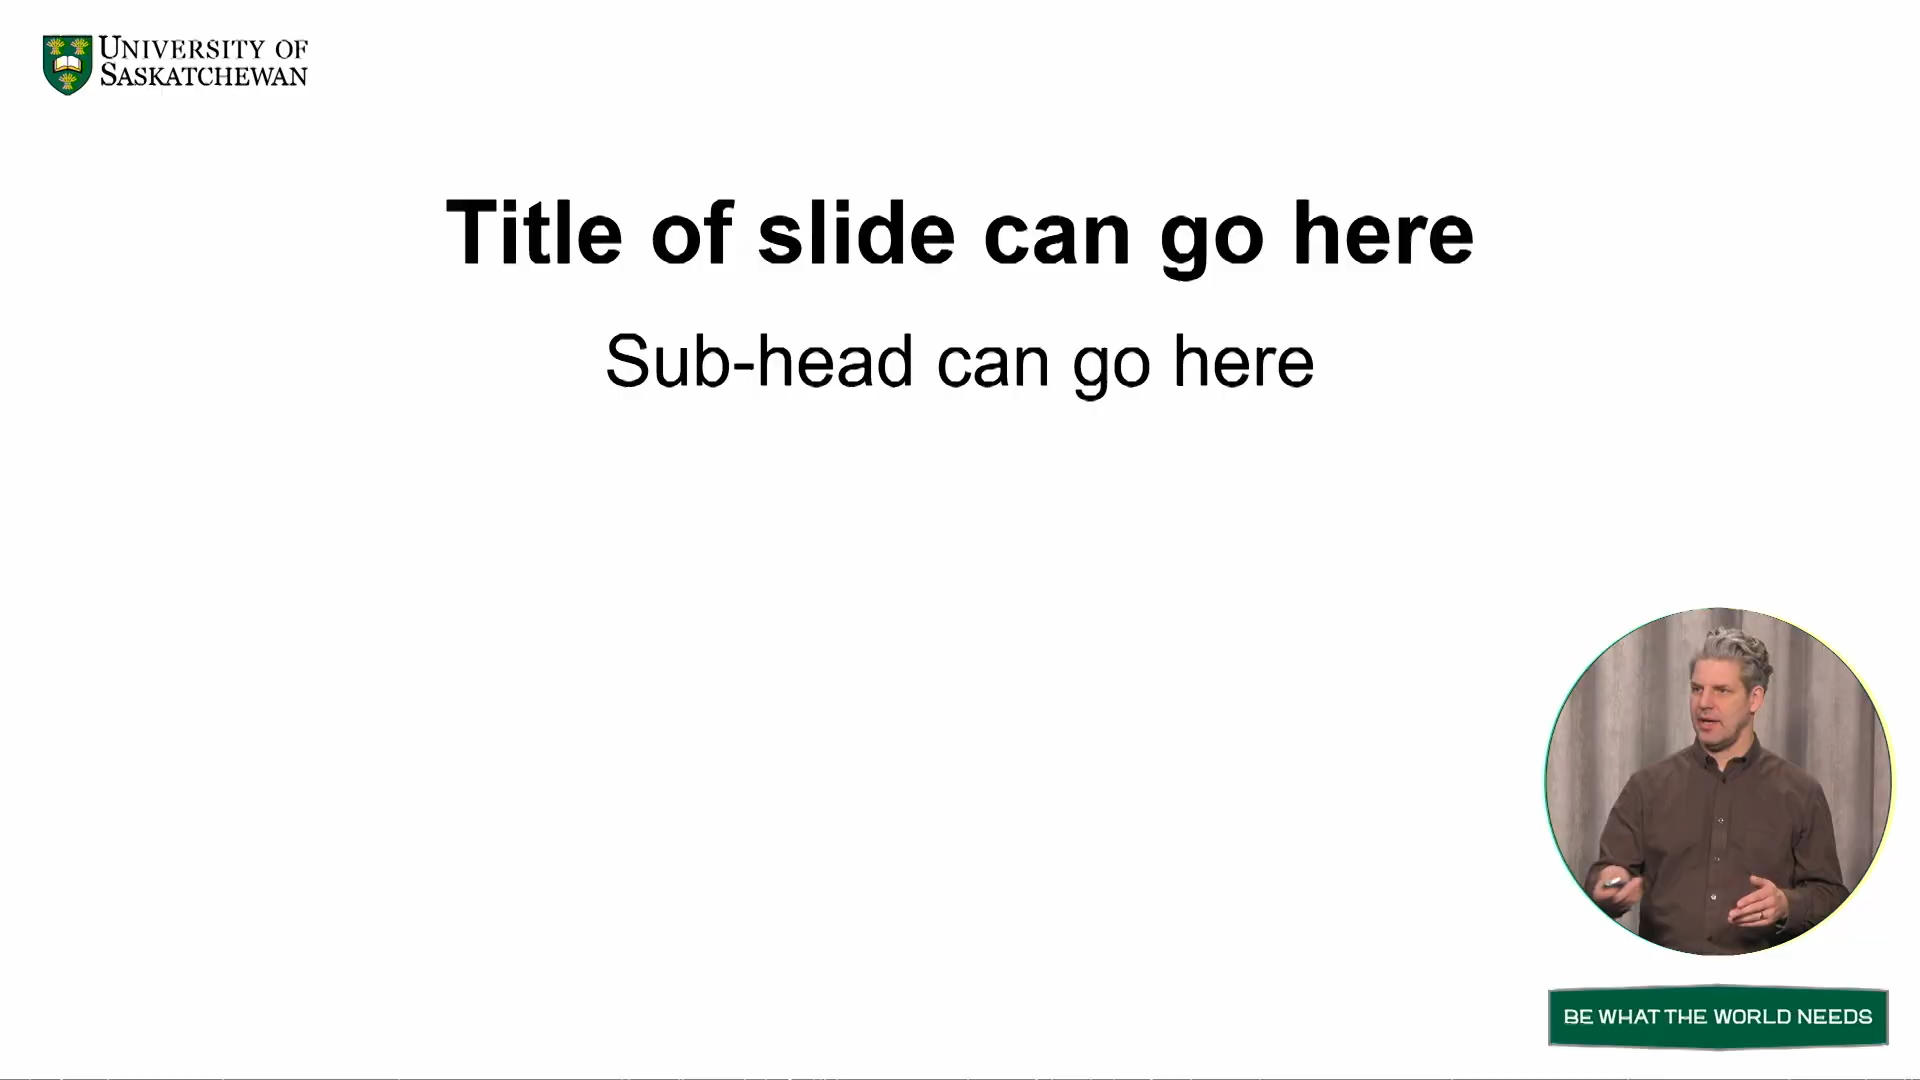 UNIVERSITY OF
SASKATCHEWAN
Title of slide can go here
Sub-head can go here
BE WHAT THE WORLD NEEDS